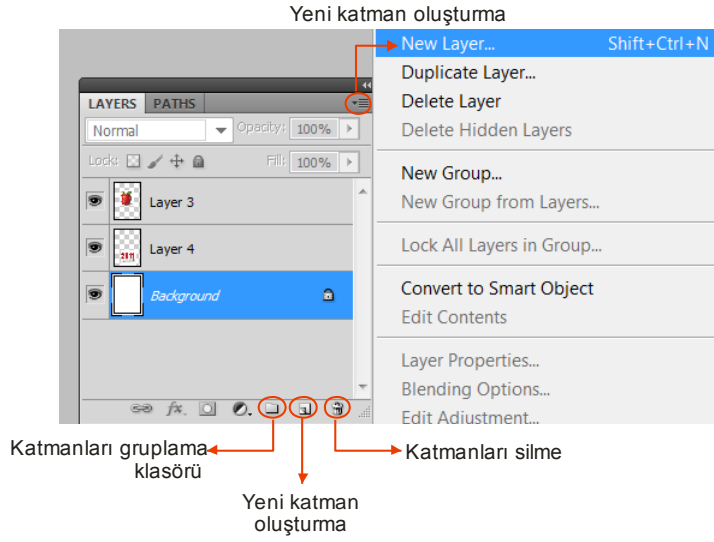 Yeni katman oluşturma
New Layer... Shift+Ctrl+N
Duplicate Layer...
Delete Layer
Delete Hidden Layers
New Group...
New Group from Layers...
Lock All Layers in Group...
Convert to Smart Object
Edit Contents
Layer Properties...
Blending Options...
Edit Adjustment...
LAYERS PATHS
Normal Opacity: 100%
Lock: Fill: 100%
Layer 3
2011
Layer 4
Background
fx.
Katmanları gruplama
klasörü
Yeni katman
oluşturma
Katmanları silme